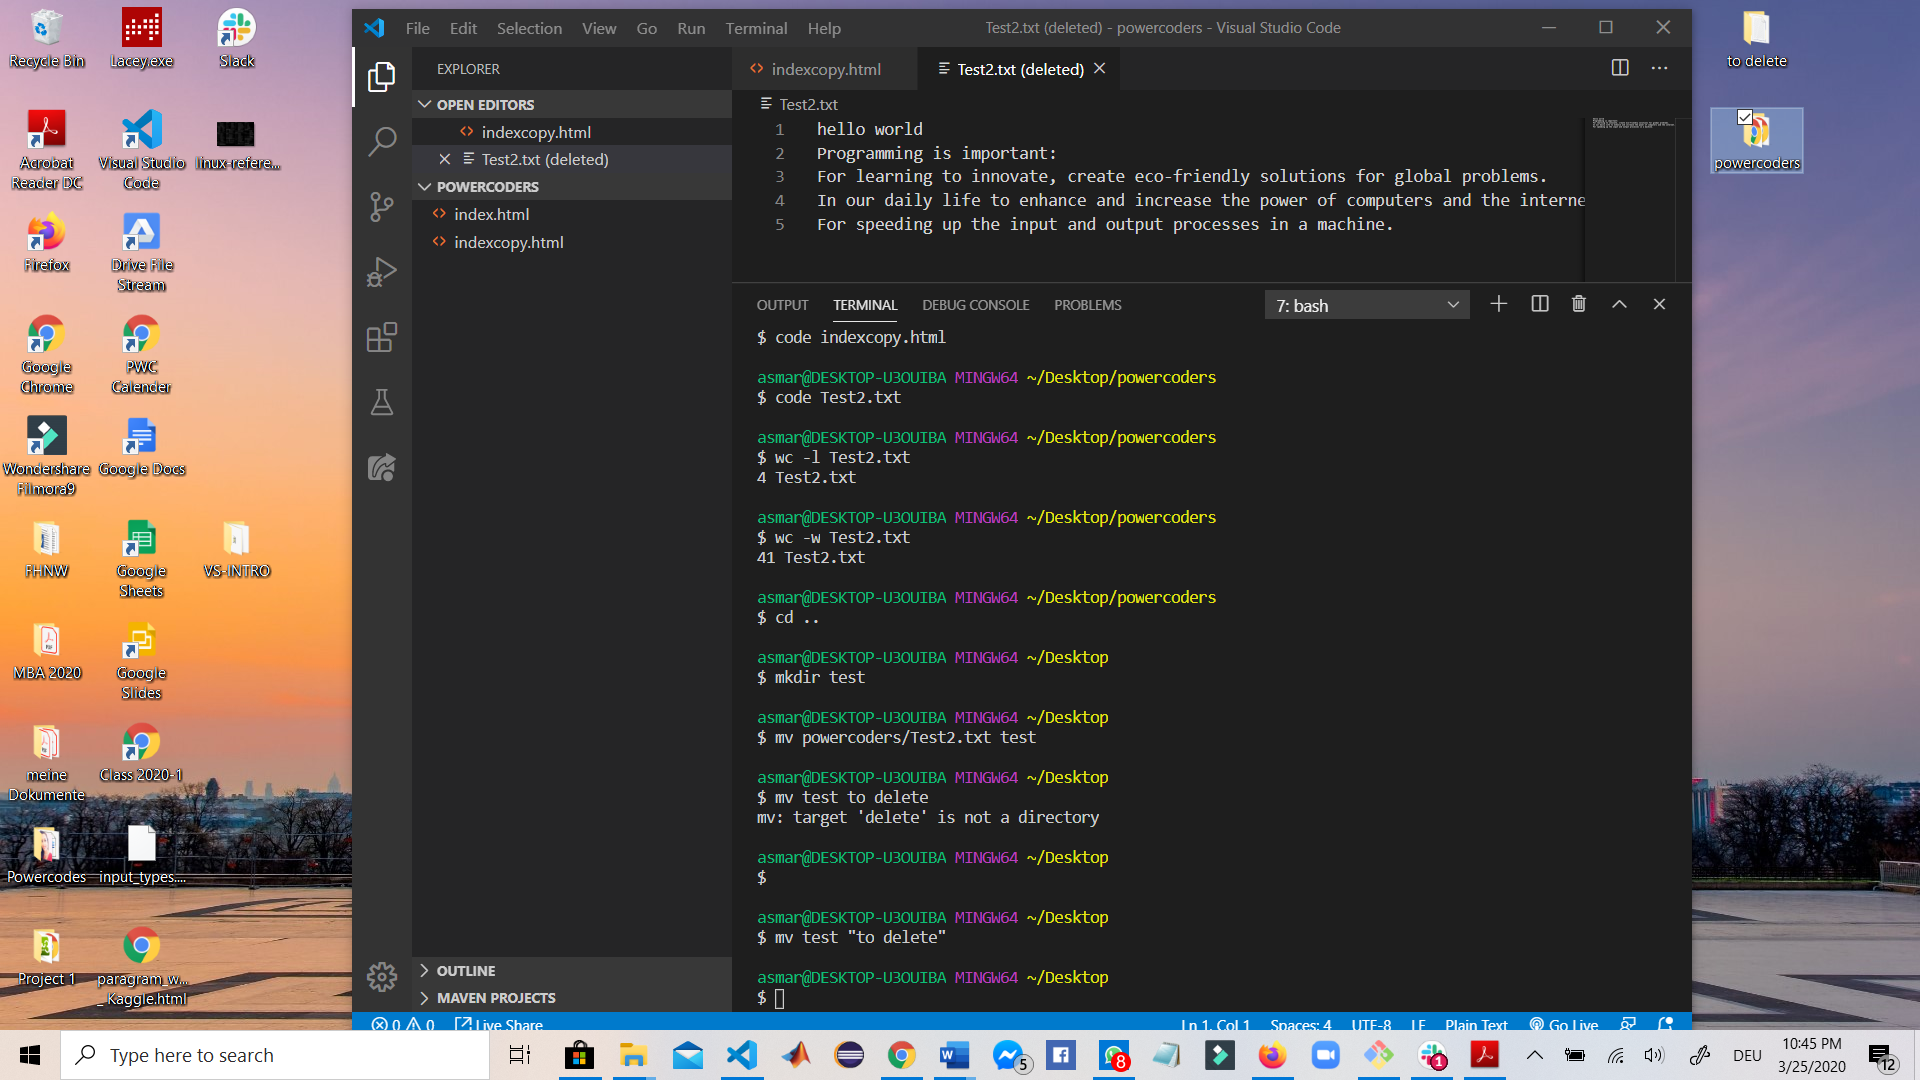 Recycle Bin
Lacey.exe
Slack
Acrobat
Reader DC
Visual Studio
Code
linux-refere...
Firefox
Drive File
Stream
Google
Chrome
PWC
Calender
Wondershare
Filmora9
Google Docs
FHNW
Google
Sheets
VS-INTRO
MBA 2020
Google
Slides
meine
Dokumente
Class 2020-1
Powercodes
input_types....
Project 1
paragram_w...
_Kaggle.html
to delete
powercoders
File Edit Selection View Go Run Terminal Help
Test2.txt (deleted) - powercoders - Visual Studio Code
EXPLORER
OPEN EDITORS
indexcopy.html
Test2.txt (deleted)
POWERCODERS
index.html
indexcopy.html
OUTLINE
MAVEN PROJECTS
indexcopy.html
Test2.txt (deleted)
Test2.txt
1 hello world
2 Programming is important:
3 For learning to innovate, create eco-friendly solutions for global problems.
4 In our daily life to enhance and increase the power of computers and the interne
5 For speeding up the input and output processes in a machine.
OUTPUT TERMINAL DEBUG CONSOLE PROBLEMS
7: bash
$ code indexcopy.html
asmar@DESKTOP-U3OUIBA MINGW64 ~/Desktop/powercoders
$ code Test2.txt
asmar@DESKTOP-U3OUIBA MINGW64 ~/Desktop/powercoders
$ wc -l Test2.txt
4 Test2.txt
asmar@DESKTOP-U3OUIBA MINGW64 ~/Desktop/powercoders
$ wc -w Test2.txt
41 Test2.txt
asmar@DESKTOP-U3OUIBA MINGW64 ~/Desktop/powercoders
$ cd ..
asmar@DESKTOP-U3OUIBA MINGW64 ~/Desktop
$ mkdir test
asmar@DESKTOP-U3OUIBA MINGW64 ~/Desktop
$ mv powercoders/Test2.txt test
asmar@DESKTOP-U3OUIBA MINGW64 ~/Desktop
$ mv test to delete
mv: target 'delete' is not a directory
asmar@DESKTOP-U3OUIBA MINGW64 ~/Desktop
$
asmar@DESKTOP-U3OUIBA MINGW64 ~/Desktop
$ mv test "to delete"
asmar@DESKTOP-U3OUIBA MINGW64 ~/Desktop
$
0 0 Live Share
Ln 1, Col 1 Spaces: 4 UTF-8 LF Plain Text Go Live
Type here to search
5
8
1
DEU
10:45 PM
3/25/2020
12